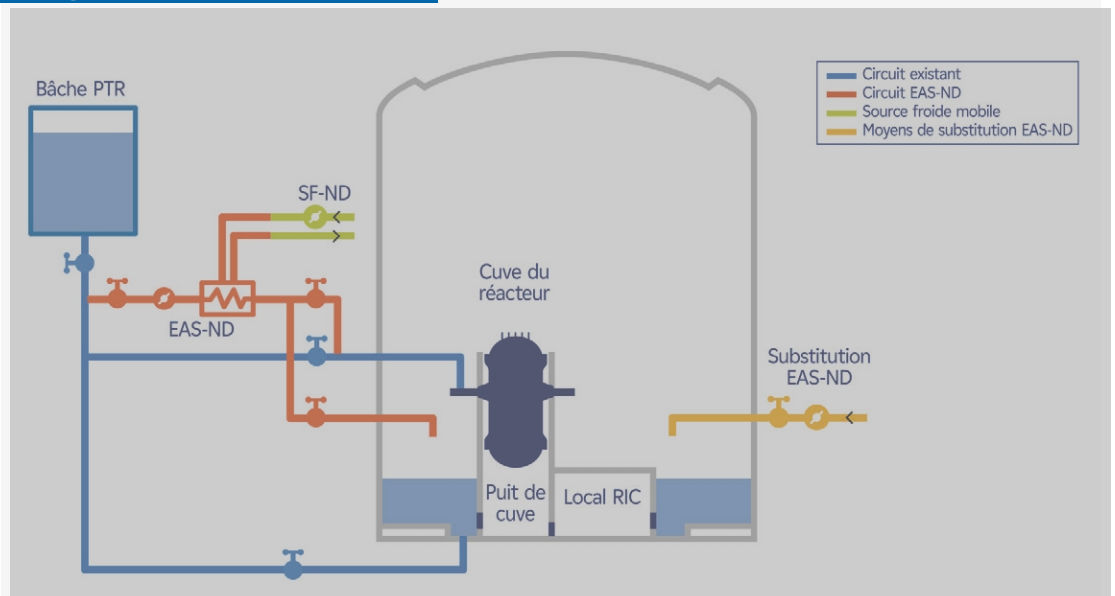 Bâche PTR
Circuit existant
Circuit EAS-ND
Source froide mobile
Moyens de substitution EAS-ND
SF-ND
EAS-ND
Cuve du
réacteur
Substitution
EAS-ND
Puit de
cuve
Local RIC